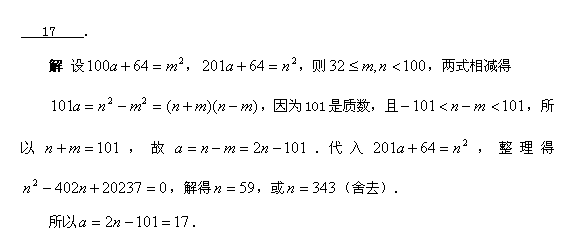 17 .
解 设100a+64=m²，201a+64=n²，则32≤m,n<100，两式相减得
101a=n²−m²=(n+m)(n−m)，因为101是质数，且−101<n−m<101，所
以 n+m=101，故 a=n−m=2n−101．代入 201a+64=n²，整理得
n²−402n+20237=0，解得n=59，或n=343（舍去）．
所以a=2n−101=17．